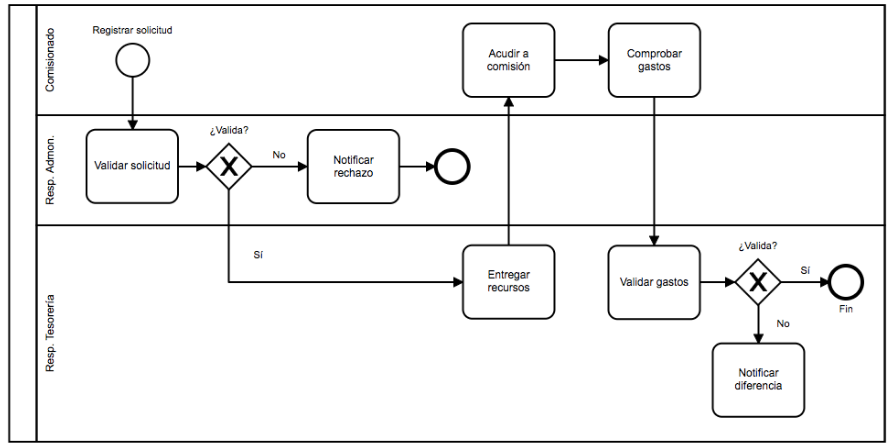 Comisionado
Registrar solicitud
Acudir a
comisión
Comprobar
gastos
Resp. Admon.
Validar solicitud
¿Valida?
No
Notificar
rechazo
Resp. Tesorería
Sí
Entregar
recursos
Validar gastos
¿Valida?
Sí
Fin
No
Notificar
diferencia